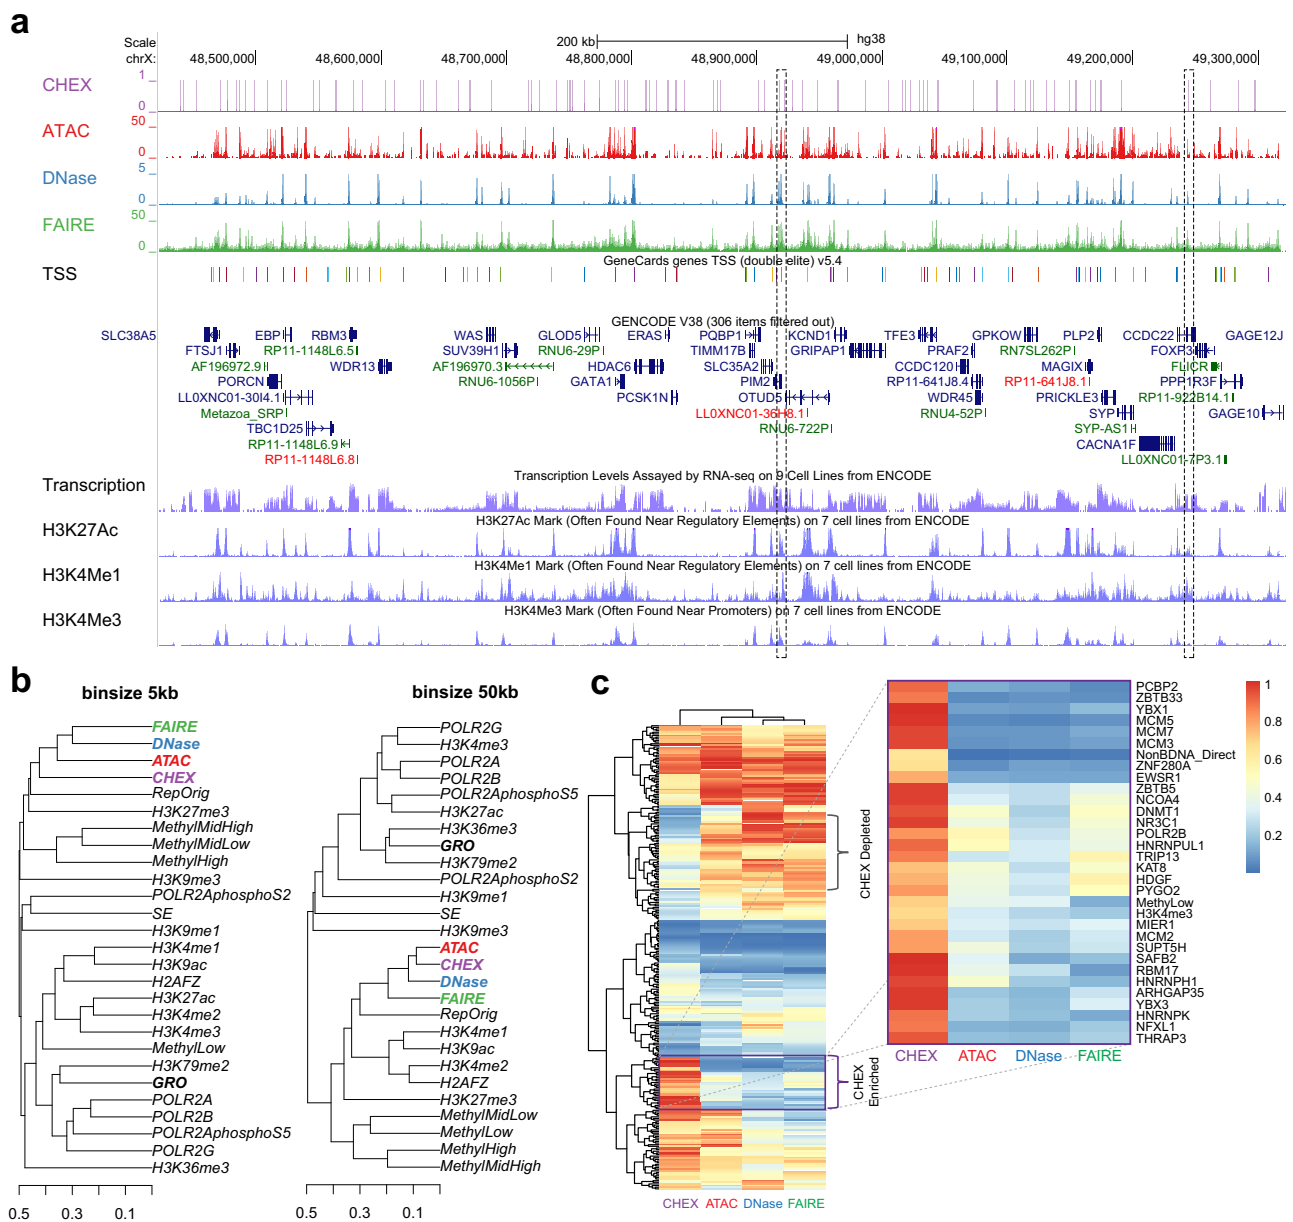 a
Scale
200 kb
hg38
chrX:
48,500,000
48,600,000
48,700,000
48,800,000
48,900,000
49,000,000
49,100,000
49,200,000
49,300,000
CHEX
1
0
ATAC
50
0
DNase
5
0
FAIRE
50
0
GeneCards genes TSS (double elite) v5.4
TSS
GENCODE V38 (306 items filtered out)
SLC38A5
EBP
RBM3
WAS
GLOD5
ERAS
PQBP1
KCND1
TFE3
GPKOW
PLP2
CCDC22
GAGE12J
FTSJ1
RP11-1148L6.5
SUV39H1
RNU6-29P
TIMM17B
GRIPAP1
PRAF2
RN7SL262P
FOXP3
AF196972.9
WDR13
AF196970.3
HDAC6
SLC35A2
CCDC120
MAGIX
FLICR
PORCN
RNU6-1056P
GATA1
PIM2
RP11-641J8.4
RP11-641J8.1
PPP1R3F
LL0XNC01-30I4.1
PCSK1N
OTUD5
WDR45
PRICKLE3
RP11-922B14.1
Metazoa_SRP
LL0XNC01-36H8.1
RNU4-52P
SYP
GAGE10
TBC1D25
RNU6-722P
SYP-AS1
RP11-1148L6.9
CACNA1F
RP11-1148L6.8
LL0XNC01-7P3.1
Transcription Levels Assayed by RNA-seq on 9 Cell Lines from ENCODE
Transcription
H3K27Ac Mark (Often Found Near Regulatory Elements) on 7 cell lines from ENCODE
H3K27Ac
H3K4Me1 Mark (Often Found Near Regulatory Elements) on 7 cell lines from ENCODE
H3K4Me1
H3K4Me3 Mark (Often Found Near Promoters) on 7 cell lines from ENCODE
H3K4Me3
b
binsize 5kb
FAIRE
DNase
ATAC
CHEX
RepOrig
H3K27me3
MethylMidHigh
MethylMidLow
MethylHigh
H3K9me3
POLR2AphosphoS2
SE
H3K9me1
H3K4me1
H3K9ac
H2AFZ
H3K27ac
H3K4me2
H3K4me3
MethylLow
H3K79me2
GRO
POLR2A
POLR2B
POLR2AphosphoS5
POLR2G
H3K36me3
0.5
0.3
0.1
binsize 50kb
POLR2G
H3K4me3
POLR2A
POLR2B
POLR2AphosphoS5
H3K27ac
H3K36me3
GRO
H3K79me2
POLR2AphosphoS2
H3K9me1
SE
H3K9me3
ATAC
CHEX
DNase
FAIRE
RepOrig
H3K4me1
H3K9ac
H3K4me2
H2AFZ
H3K27me3
MethylMidLow
MethylLow
MethylHigh
MethylMidHigh
0.5
0.3
0.1
c
CHEX Depleted
CHEX
Enriched
CHEX
ATAC
DNase
FAIRE
PCBP2
ZBTB33
YBX1
MCM5
MCM7
MCM3
NonBDNA_Direct
ZNF280A
EWSR1
ZBTB5
NCOA4
DNMT1
NR3C1
POLR2B
HNRNPUL1
TRIP13
KAT8
HDGF
PYGO2
MethyLow
H3K4me3
MIER1
MCM2
SUPT5H
SAFB2
RBM17
HNRNPH1
ARHGAP35
YBX3
HNRNPK
NFXL1
THRAP3
CHEX
ATAC
DNase
FAIRE
1
0.8
0.6
0.4
0.2